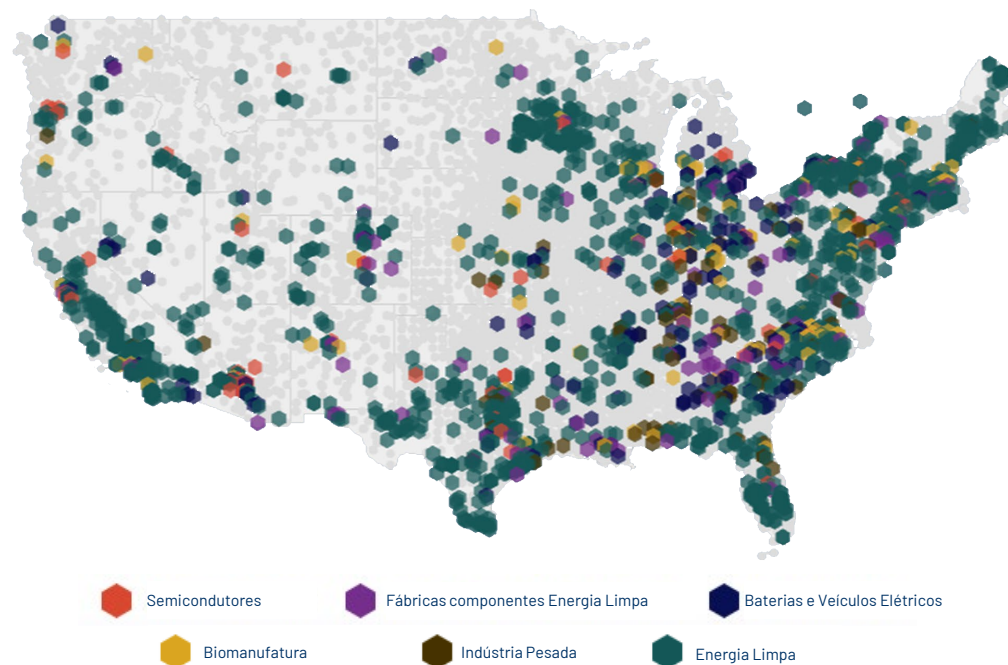 Semicondutores
Fábricas componentes Energia Limpa
Baterias e Veículos Elétricos
Biomanufatura
Indústria Pesada
Energia Limpa